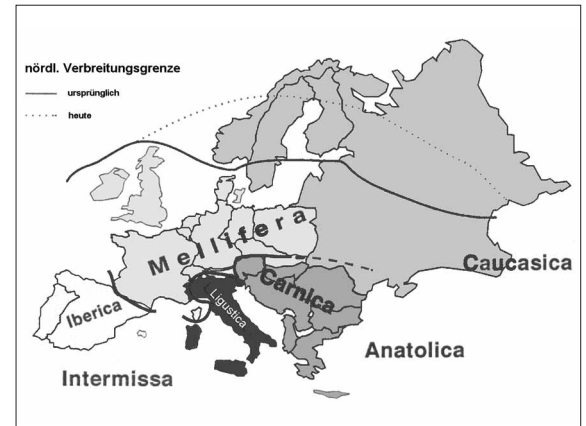 nördl. Verbreitungsgrenze
ursprünglich
heute
Mellifera
Caucasica
Carnica
Iberica
Ligustica
Anatolica
Intermissa